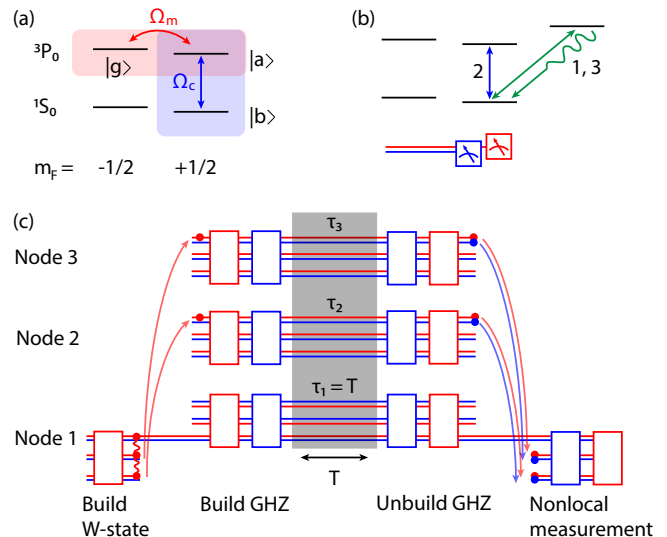 (a)
Ωm
³P₀
|g>
|a>
Ωc
¹S₀
|b>
mF = -1/2 +1/2
(b)
2
1, 3
(c)
τ₃
Node 3
τ₂
Node 2
τ₁ = T
Node 1
T
Build
W-state
Build GHZ
Unbuild GHZ
Nonlocal
measurement